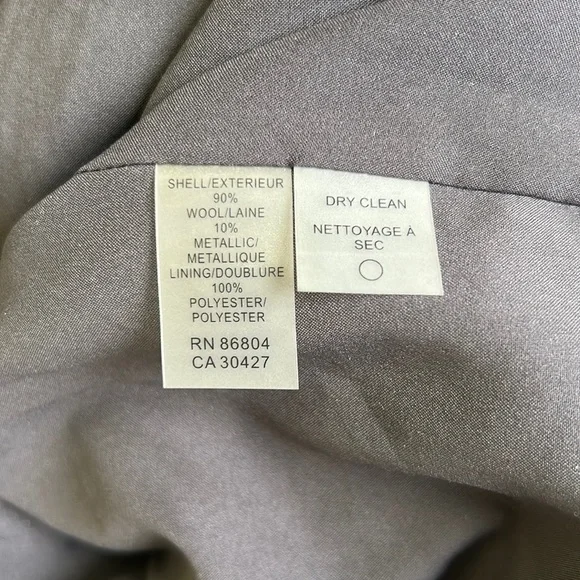 SHELL/EXTERIEUR
90%
WOOL/LAINE
10%
METALLIC/
METALLIQUE
LINING/DOUBLURE
100%
POLYESTER/
POLYESTER
RN 86804
CA 30427
DRY CLEAN
NETTOYAGE À
SEC